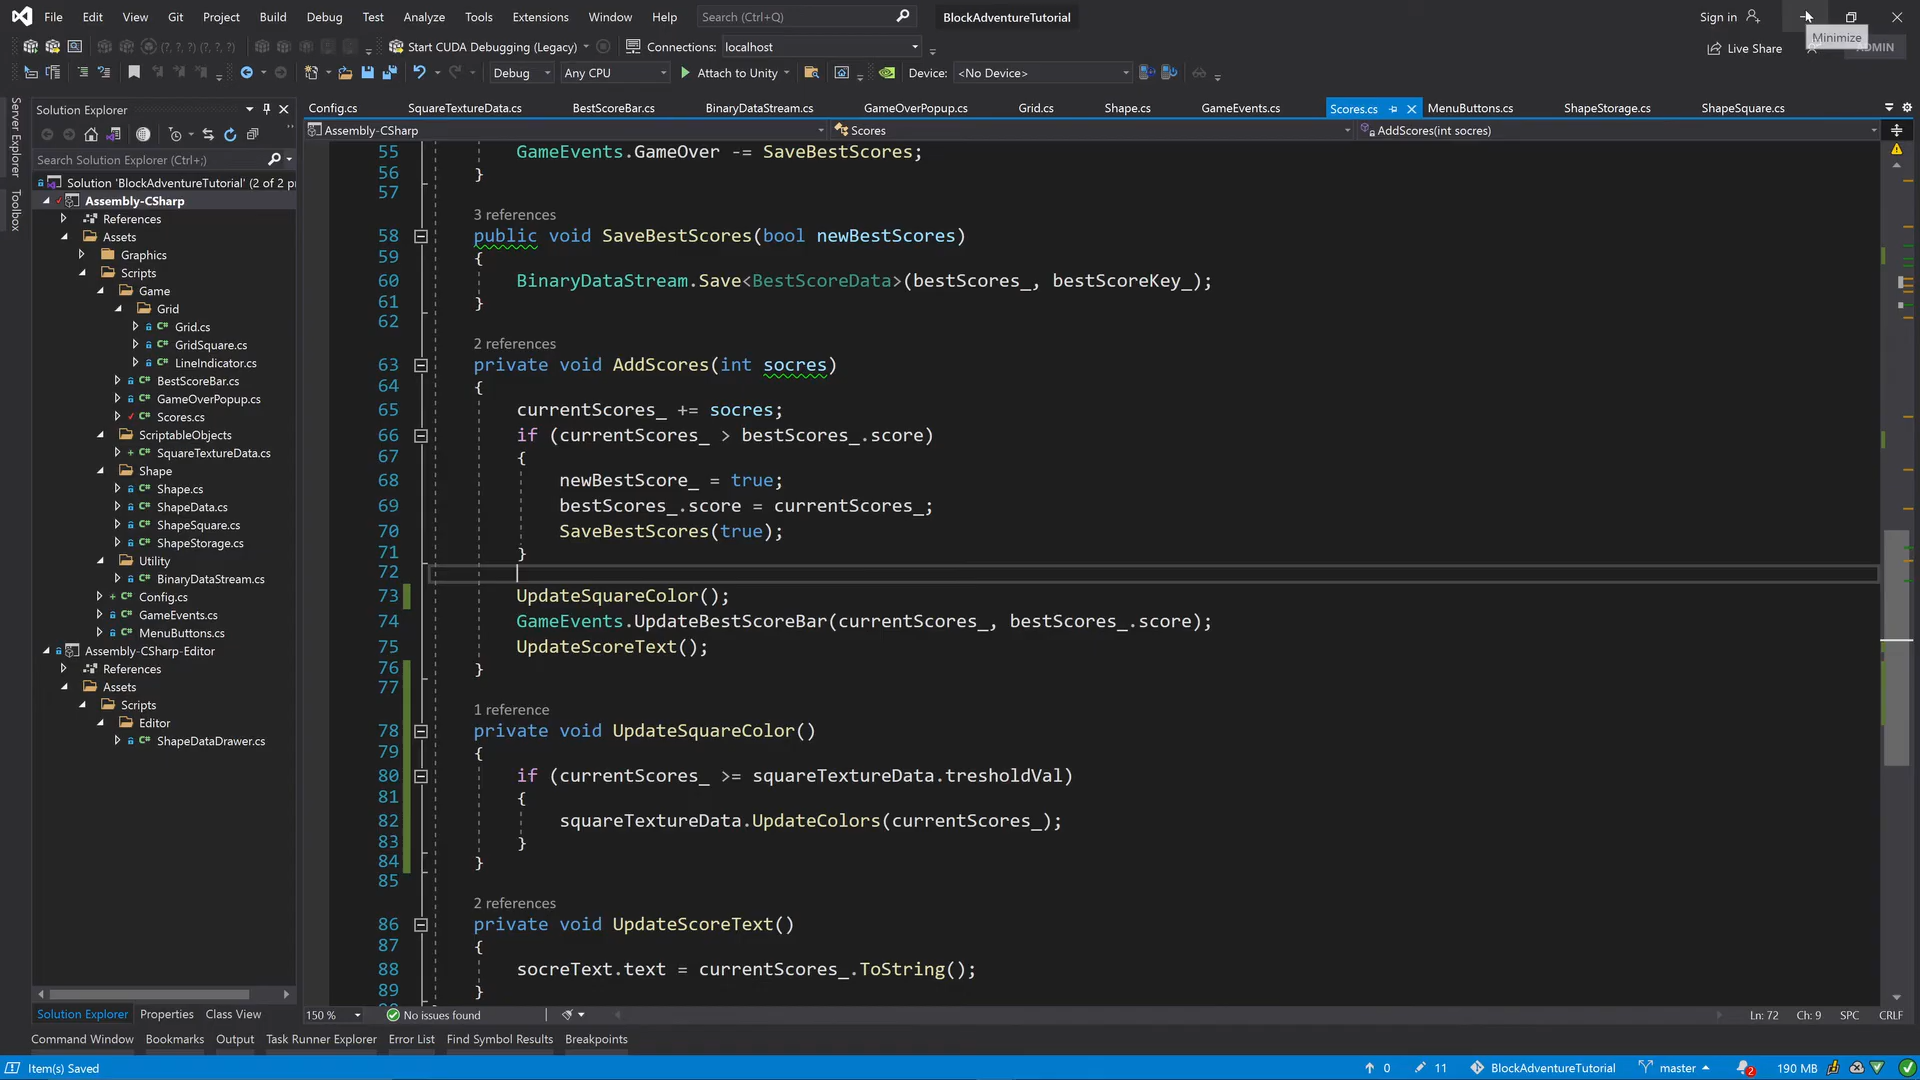 File Edit View Git Project Build Debug Test Analyze Tools Extensions Window Help Search (Ctrl+Q) BlockAdventureTutorial Sign in
(?, ?, ?) (?, ?, ?) Start CUDA Debugging (Legacy) Connections: localhost Live Share ADMIN
Minimize
Debug Any CPU Attach to Unity Device: <No Device>
Server Explorer
Toolbox
Solution Explorer
Search Solution Explorer (Ctrl+;)
Solution 'BlockAdventureTutorial' (2 of 2 pr
Assembly-CSharp
References
Assets
Graphics
Scripts
Game
Grid
Grid.cs
GridSquare.cs
LineIndicator.cs
BestScoreBar.cs
GameOverPopup.cs
Scores.cs
ScriptableObjects
SquareTextureData.cs
Shape
Shape.cs
ShapeData.cs
ShapeSquare.cs
ShapeStorage.cs
Utility
BinaryDataStream.cs
Config.cs
GameEvents.cs
MenuButtons.cs
Assembly-CSharp-Editor
References
Assets
Scripts
Editor
ShapeDataDrawer.cs
Solution Explorer Properties Class View
Config.cs SquareTextureData.cs BestScoreBar.cs BinaryDataStream.cs GameOverPopup.cs Grid.cs Shape.cs GameEvents.cs Scores.cs MenuButtons.cs ShapeStorage.cs ShapeSquare.cs
Assembly-CSharp Scores AddScores(int socres)
55 GameEvents.GameOver -= SaveBestScores;
56 }
57
3 references
58 public void SaveBestScores(bool newBestScores)
59 {
60 BinaryDataStream.Save<BestScoreData>(bestScores_, bestScoreKey_);
61 }
62
2 references
63 private void AddScores(int socres)
64 {
65 currentScores_ += socres;
66 if (currentScores_ > bestScores_.score)
67 {
68 newBestScore_ = true;
69 bestScores_.score = currentScores_;
70 SaveBestScores(true);
71 }
72
73 UpdateSquareColor();
74 GameEvents.UpdateBestScoreBar(currentScores_, bestScores_.score);
75 UpdateScoreText();
76 }
77
1 reference
78 private void UpdateSquareColor()
79 {
80 if (currentScores_ >= squareTextureData.tresholdVal)
81 {
82 squareTextureData.UpdateColors(currentScores_);
83 }
84 }
85
2 references
86 private void UpdateScoreText()
87 {
88 socreText.text = currentScores_.ToString();
89 }
150 % No issues found Ln: 72 Ch: 9 SPC CRLF
Command Window Bookmarks Output Task Runner Explorer Error List Find Symbol Results Breakpoints
Item(s) Saved 0 11 BlockAdventureTutorial master 2 190 MB